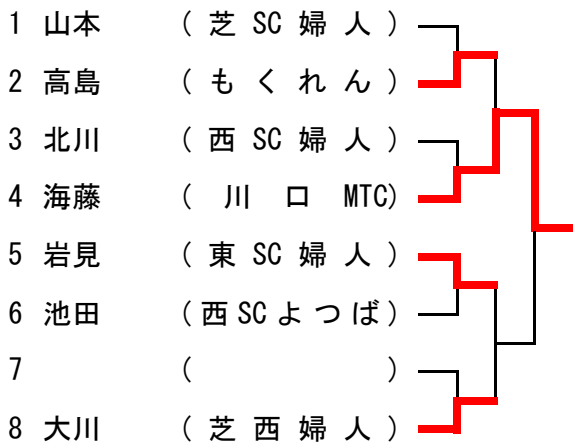 1 山本 (芝SC婦人)
2 高島 (もくれん)
3 北川 (西SC婦人)
4 海藤 (川口MTC)
5 岩見 (東SC婦人)
6 池田 (西SCよつば)
7 ( )
8 大川 (芝西婦人)